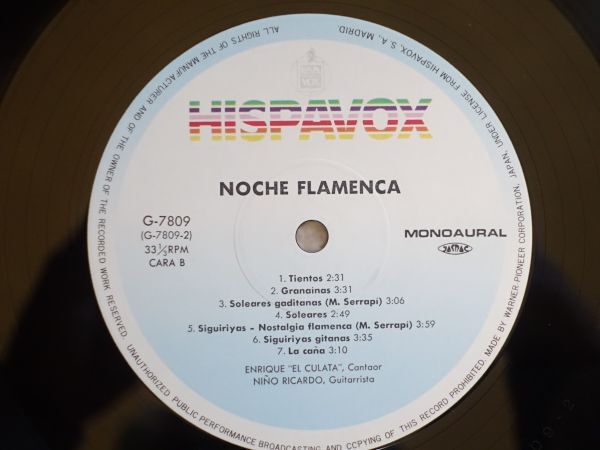 HISPAVOX
NOCHE FLAMENCA
G-7809
(G-7809-2)
33⅓RPM
CARA B
MONOAURAL
JASRAC
1. Tientos 2:31
2. Granainas 3:31
3. Soleares gaditanas (M. Serrapi) 3:06
4. Soleares 2:49
5. Siguiriyas - Nostalgia flamenca (M. Serrapi) 3:59
6. Siguiriyas gitanas 3:35
7. La caña 3:10
ENRIQUE "EL CULATA", Cantaor
NIÑO RICARDO, Guitarrista
ALL RIGHTS OF THE MANUFACTURER AND OF THE OWNER OF THE RECORDED WORK RESERVED. UNAUTHORIZED PUBLIC PERFORMANCE BROADCASTING AND COPYING OF THIS RECORD PROHIBITED. MADE BY WARNER-PIONEER CORPORATION, JAPAN, UNDER LICENSE FROM HISPAVOX, S. A. MADRID.